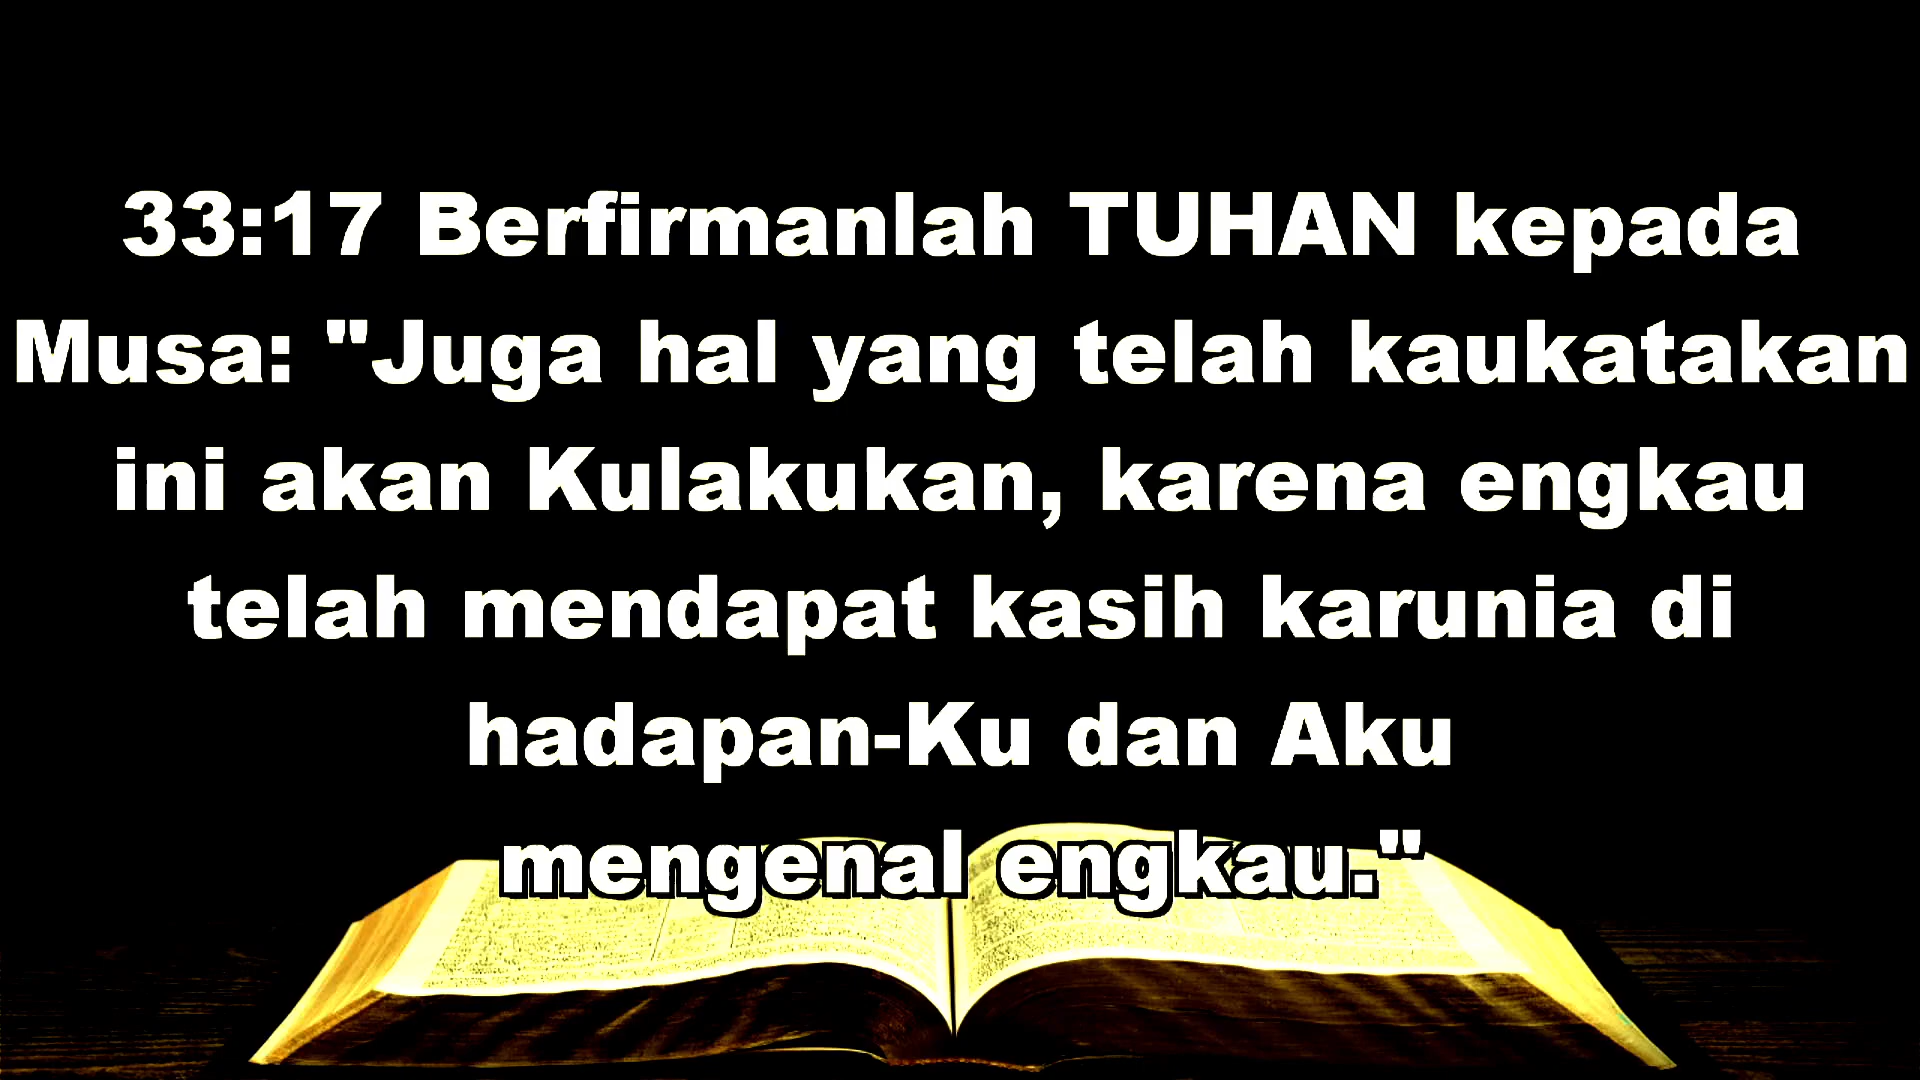 33:17 Berfirmanlah TUHAN kepada
Musa: "Juga hal yang telah kaukatakan
ini akan Kulakukan, karena engkau
telah mendapat kasih karunia di
hadapan-Ku dan Aku
mengenal engkau."